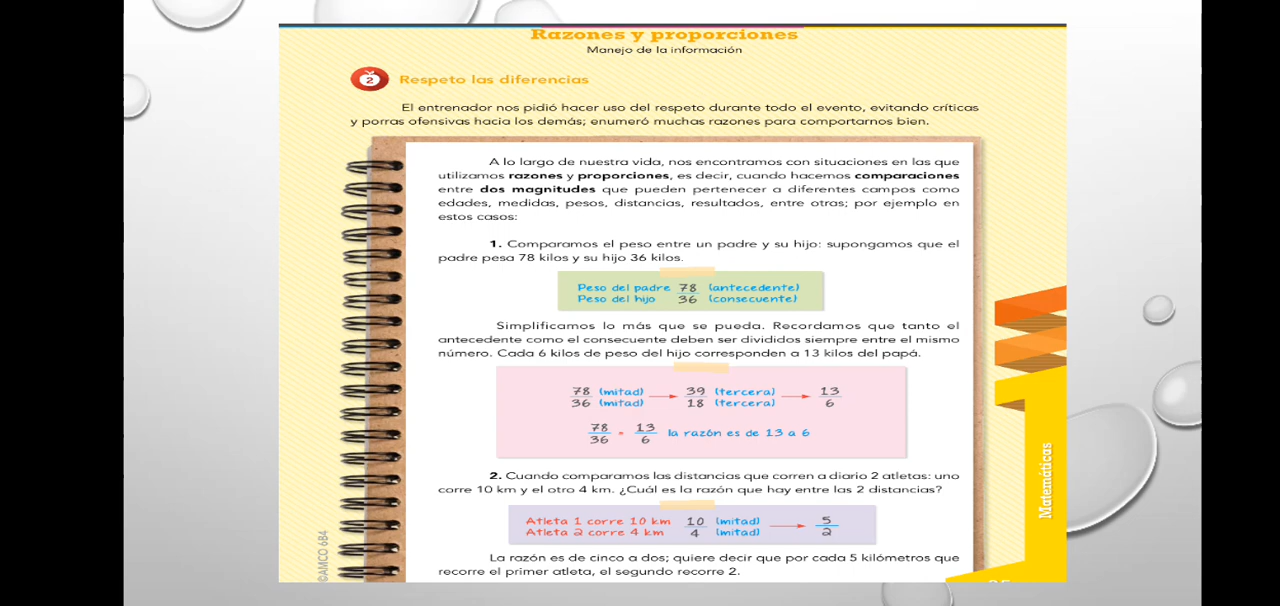 Razones y proporciones
Manejo de la información
2 Respeto las diferencias
El entrenador nos pidió hacer uso del respeto durante todo el evento, evitando críticas
y porras ofensivas hacia los demás; enumeró muchas razones para comportarnos bien.
A lo largo de nuestra vida, nos encontramos con situaciones en las que
utilizamos razones y proporciones, es decir, cuando hacemos comparaciones
entre dos magnitudes que pueden pertenecer a diferentes campos como
edades, medidas, pesos, distancias, resultados, entre otras; por ejemplo en
estos casos:
1. Comparamos el peso entre un padre y su hijo: supongamos que el
padre pesa 78 kilos y su hijo 36 kilos.
Peso del padre 78 (antecedente)
Peso del hijo 36 (consecuente)
Simplificamos lo más que se pueda. Recordamos que tanto el
antecedente como el consecuente deben ser divididos siempre entre el mismo
número. Cada 6 kilos de peso del hijo corresponden a 13 kilos del papá.
78 (mitad) → 39 (tercera) → 13
36 (mitad) 18 (tercera) 6
78 = 13 la razón es de 13 a 6
36 6
2. Cuando comparamos las distancias que corren a diario 2 atletas: uno
corre 10 km y el otro 4 km. ¿Cuál es la razón que hay entre las 2 distancias?
Atleta 1 corre 10 km 10 (mitad) → 5
Atleta 2 corre 4 km 4 (mitad) 2
La razón es de cinco a dos; quiere decir que por cada 5 kilómetros que
recorre el primer atleta, el segundo recorre 2.
Matemáticas
©AMCO 6B4